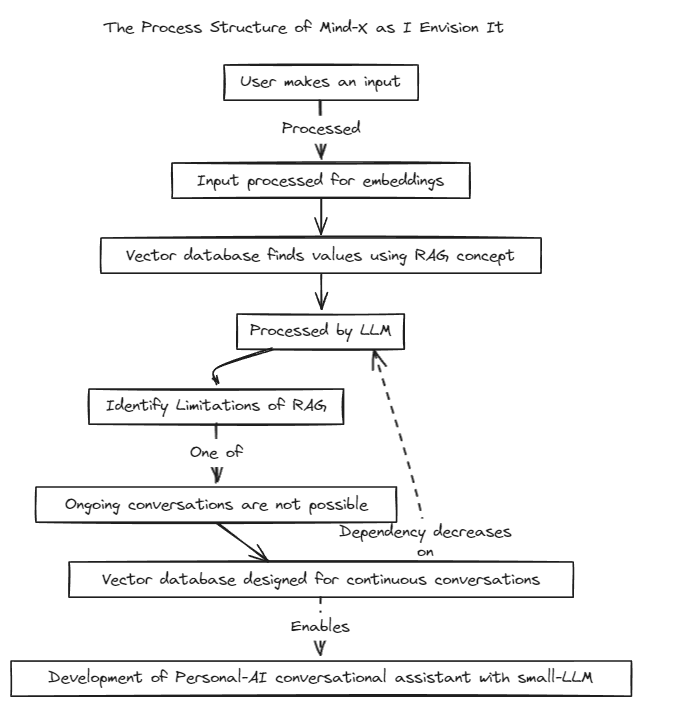 The Process Structure of Mind-X as I Envision It
User makes an input
Processed
Input processed for embeddings
Vector database finds values using RAG concept
Processed by LLM
Identify Limitations of RAG
One of
Ongoing conversations are not possible
Dependency decreases
on
Vector database designed for continuous conversations
Enables
Development of Personal-AI conversational assistant with small-LLM